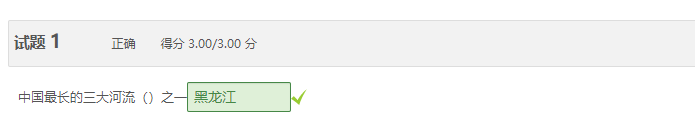 试题 1 正确 得分 3.00/3.00 分
中国最长的三大河流（）之一 黑龙江